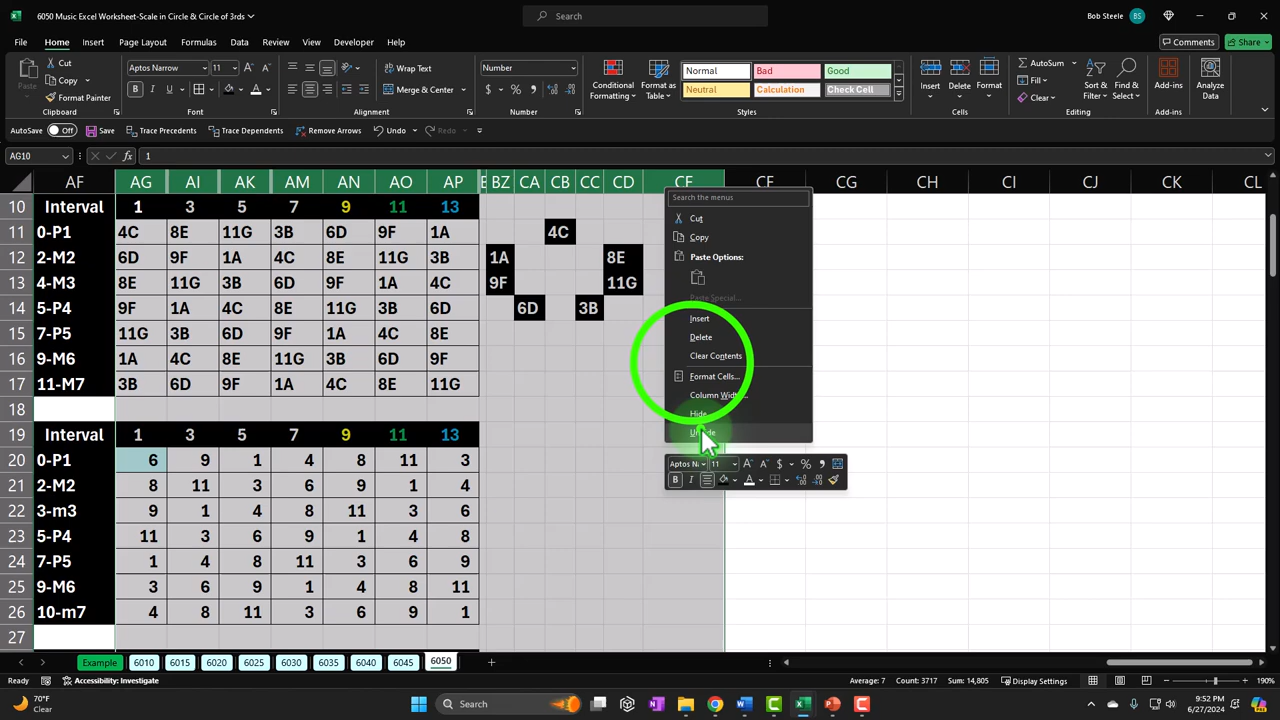 6050 Music Excel Worksheet-Scale in Circle & Circle of 3rds
Search
Bob Steele BS
File Home Insert Page Layout Formulas Data Review View Developer Help
Comments Share
Paste Cut Copy Format Painter
Clipboard
Aptos Narrow 11
B I U
Font
Wrap Text
Merge & Center
Alignment
Number
$ % ,
Number
Conditional Formatting Format as Table
Normal Bad Good
Neutral Calculation Check Cell
Styles
Insert Delete Format
Cells
AutoSum
Clear
Sort & Filter Find & Select
Editing
Add-ins
Add-ins
Analyze Data
AutoSave Off Save Trace Precedents Trace Dependents Remove Arrows Undo Redo
AG10 fx 1
AF AG AI AK AM AN AO AP BZ CA CB CC CD CE CF CG CH CI CJ CK CL
10 Interval 1 3 5 7 9 11 13
11 0-P1 4C 8E 11G 3B 6D 9F 1A 4C
12 2-M2 6D 9F 1A 4C 8E 11G 3B 1A 8E
13 4-M3 8E 11G 3B 6D 9F 1A 4C 9F 11G
14 5-P4 9F 1A 4C 8E 11G 3B 6D 6D 3B
15 7-P5 11G 3B 6D 9F 1A 4C 8E
16 9-M6 1A 4C 8E 11G 3B 6D 9F
17 11-M7 3B 6D 9F 1A 4C 8E 11G
18
19 Interval 1 3 5 7 9 11 13
20 0-P1 6 9 1 4 8 11 3
21 2-M2 8 11 3 6 9 1 4
22 3-m3 9 1 4 8 11 3 6
23 5-P4 11 3 6 9 1 4 8
24 7-P5 1 4 8 11 3 6 9
25 9-M6 3 6 9 1 4 8 11
26 10-m7 4 8 11 3 6 9 1
27
Search the menus
Cut
Copy
Paste Options:
Paste Special...
Insert
Delete
Clear Contents
Format Cells...
Column Width...
Hide
Unhide
11 $ % ,
B I
Example 6010 6015 6020 6025 6030 6035 6040 6045 6050
Ready Accessibility: Investigate Average: 7 Count: 3717 Sum: 14,805 Display Settings 190%
70°F
Clear
Search
9:52 PM
6/27/2024